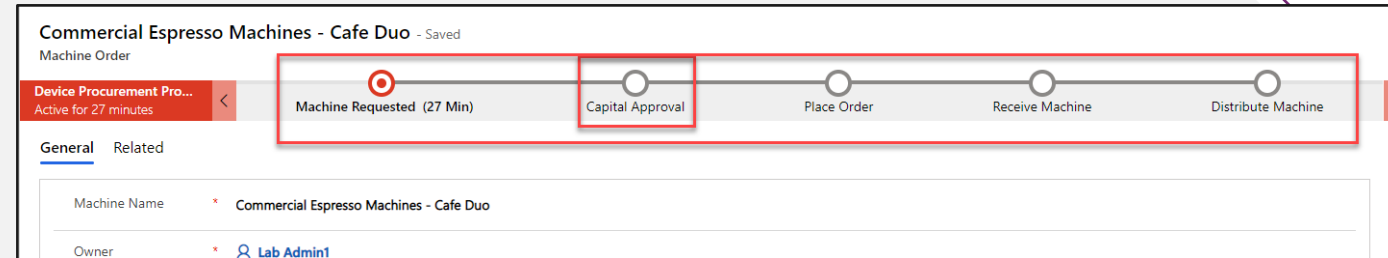 Commercial Espresso Machines - Cafe Duo - Saved
Machine Order
Device Procurement Pro...
Active for 27 minutes
Machine Requested (27 Min)
Capital Approval
Place Order
Receive Machine
Distribute Machine
General Related
Machine Name * Commercial Espresso Machines - Cafe Duo
Owner * Lab Admin1